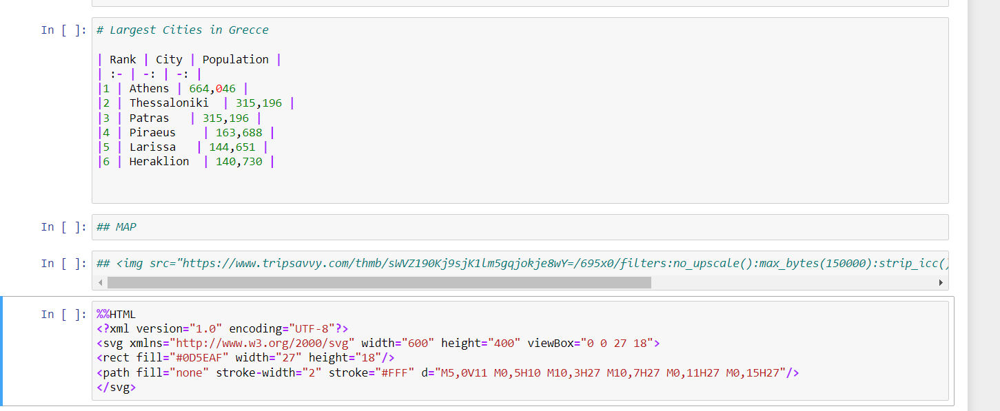 In [ ]: # Largest Cities in Grecce
| Rank | City | Population |
| :- | -: | -: |
|1 | Athens | 664,046 |
|2 | Thessaloniki | 315,196 |
|3 | Patras | 315,196 |
|4 | Piraeus | 163,688 |
|5 | Larissa | 144,651 |
|6 | Heraklion | 140,730 |
In [ ]: ## MAP
In [ ]: ## <img src="https://www.tripsavvy.com/thmb/sWVZ190Kj9sjK1lm5gqjokje8wY=/695x0/filters:no_upscale():max_bytes(150000):strip_icc()
In [ ]: %%HTML
<?xml version="1.0" encoding="UTF-8"?>
<svg xmlns="http://www.w3.org/2000/svg" width="600" height="400" viewBox="0 0 27 18">
<rect fill="#0D5EAF" width="27" height="18"/>
<path fill="none" stroke-width="2" stroke="#FFF" d="M5,0V11 M0,5H10 M10,3H27 M10,7H27 M0,11H27 M0,15H27"/>
</svg>